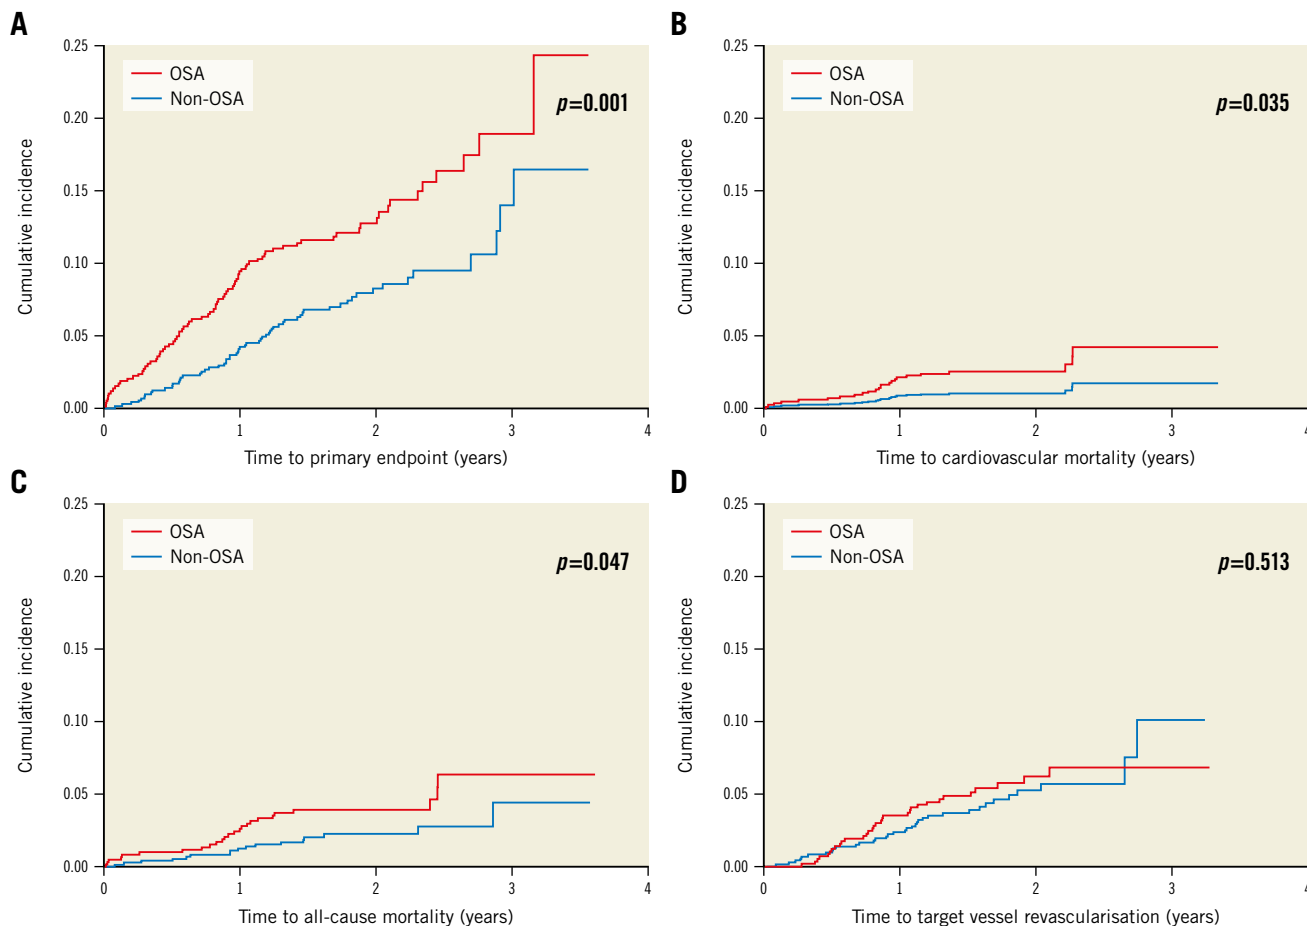 A
0.25
0.20
0.15
0.10
0.05
0.00
Cumulative incidence
OSA
Non-OSA
p=0.001
0 1 2 3 4
Time to primary endpoint (years)
B
0.25
0.20
0.15
0.10
0.05
0.00
Cumulative incidence
OSA
Non-OSA
p=0.035
0 1 2 3 4
Time to cardiovascular mortality (years)
C
0.25
0.20
0.15
0.10
0.05
0.00
Cumulative incidence
OSA
Non-OSA
p=0.047
0 1 2 3 4
Time to all-cause mortality (years)
D
0.25
0.20
0.15
0.10
0.05
0.00
Cumulative incidence
OSA
Non-OSA
p=0.513
0 1 2 3 4
Time to target vessel revascularisation (years)